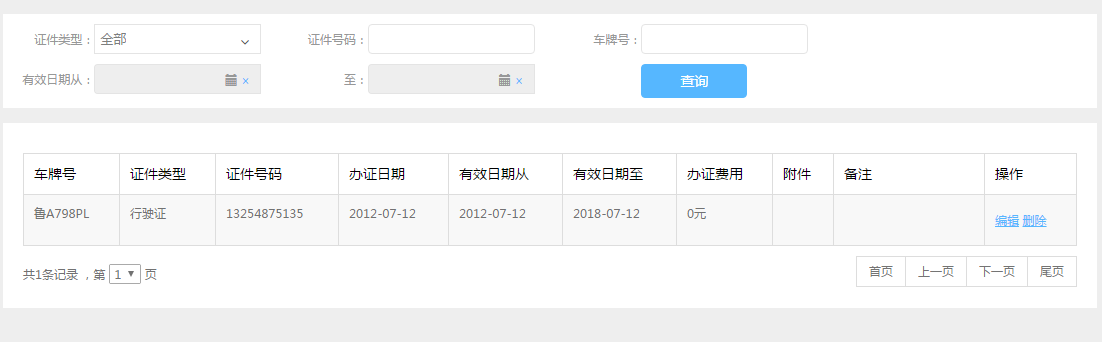 证件类型： 全部 证件号码： 车牌号：
有效日期从： × 至： × 查询
车牌号 证件类型 证件号码 办证日期 有效日期从 有效日期至 办证费用 附件 备注 操作
鲁A798PL 行驶证 13254875135 2012-07-12 2012-07-12 2018-07-12 0元 编辑 删除
共1条记录 ，第 1 页 首页 上一页 下一页 尾页